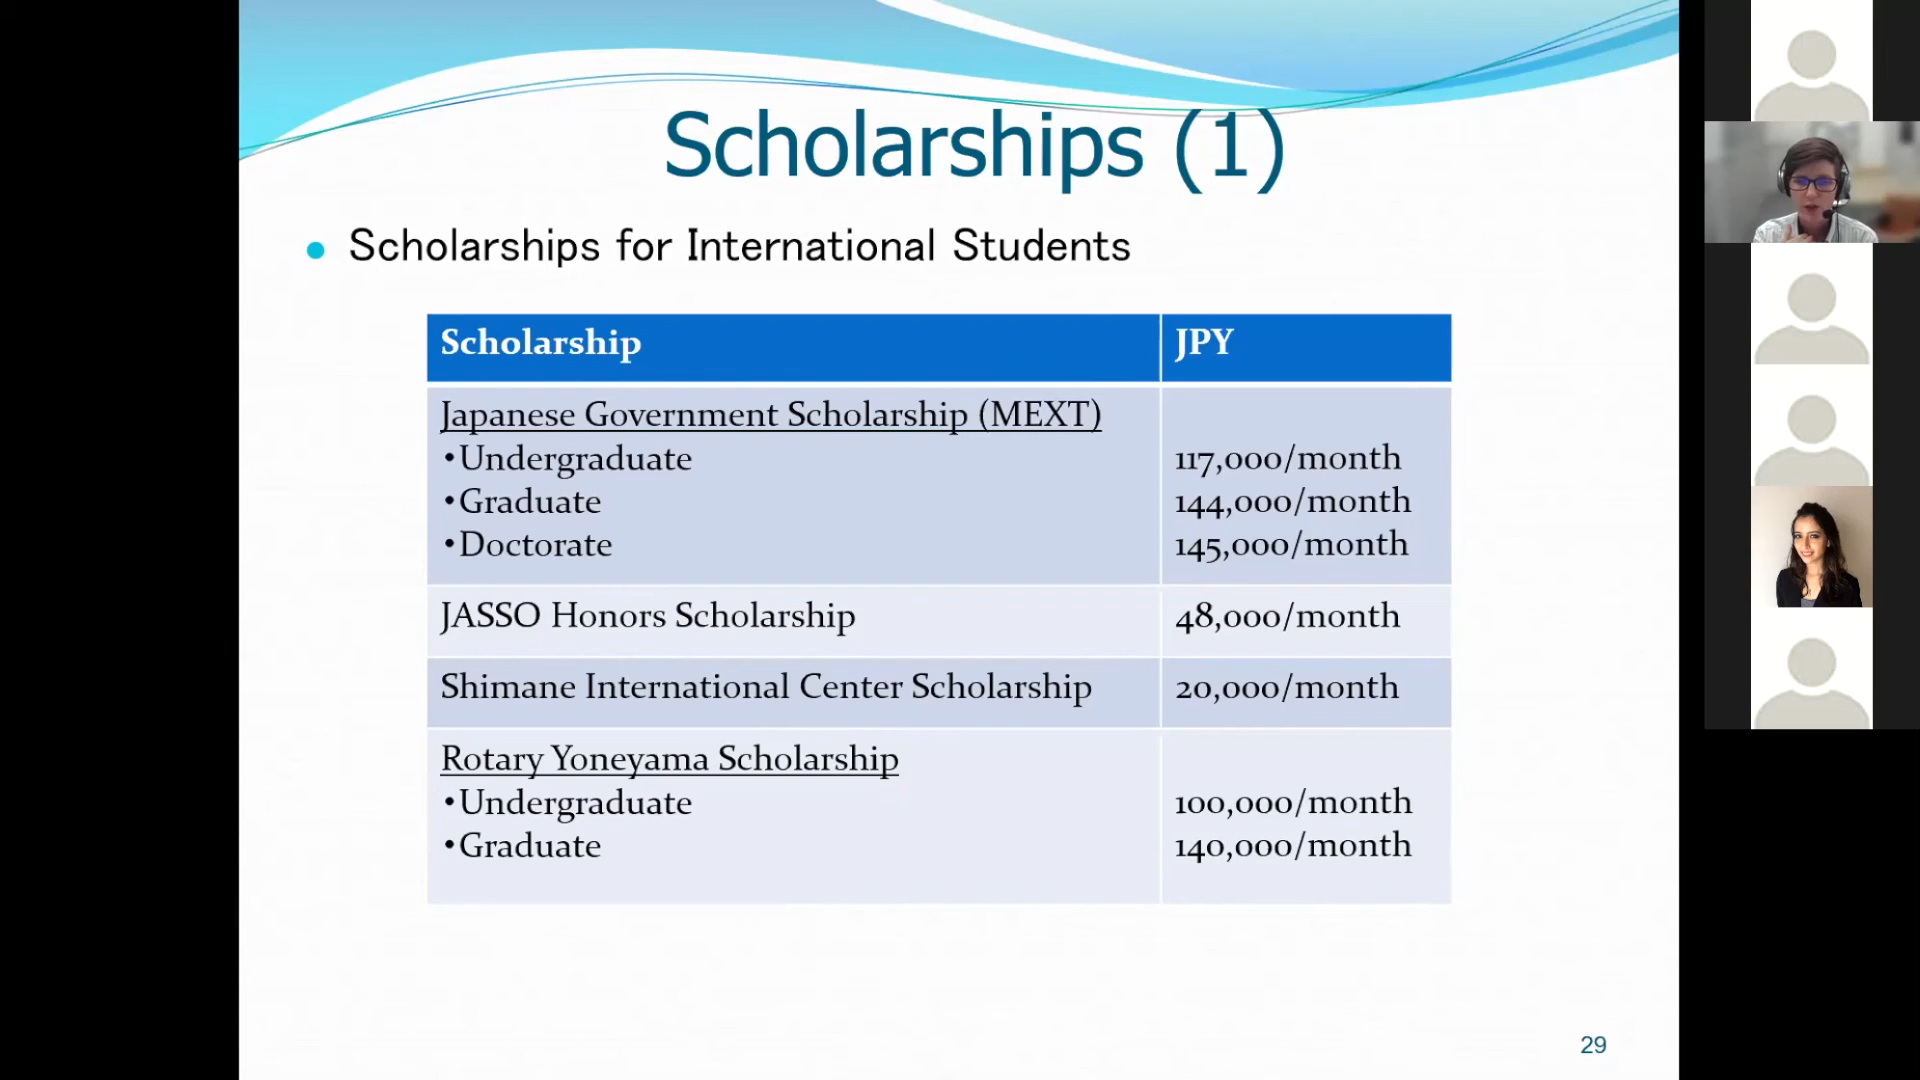 Scholarships (1)
• Scholarships for International Students
Scholarship JPY
Japanese Government Scholarship (MEXT)
•Undergraduate 117,000/month
•Graduate 144,000/month
•Doctorate 145,000/month
JASSO Honors Scholarship 48,000/month
Shimane International Center Scholarship 20,000/month
Rotary Yoneyama Scholarship
•Undergraduate 100,000/month
•Graduate 140,000/month
29